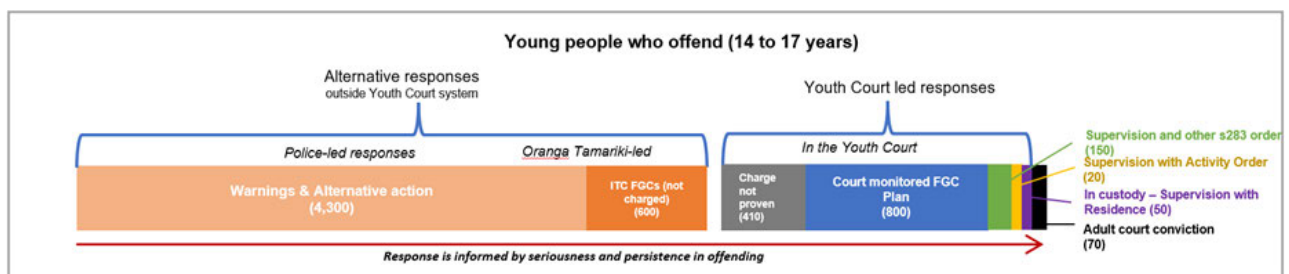 Young people who offend (14 to 17 years)
Alternative responses
outside Youth Court system
Youth Court led responses
Police-led responses
Oranga Tamariki-led
In the Youth Court
Warnings & Alternative action
(4,300)
ITC FGCs (not
charged)
(600)
Charge
not
proven
(410)
Court monitored FGC
Plan
(800)
Supervision and other s283 order
(150)
Supervision with Activity Order
(20)
In custody – Supervision with
Residence (50)
Adult court conviction
(70)
Response is informed by seriousness and persistence in offending